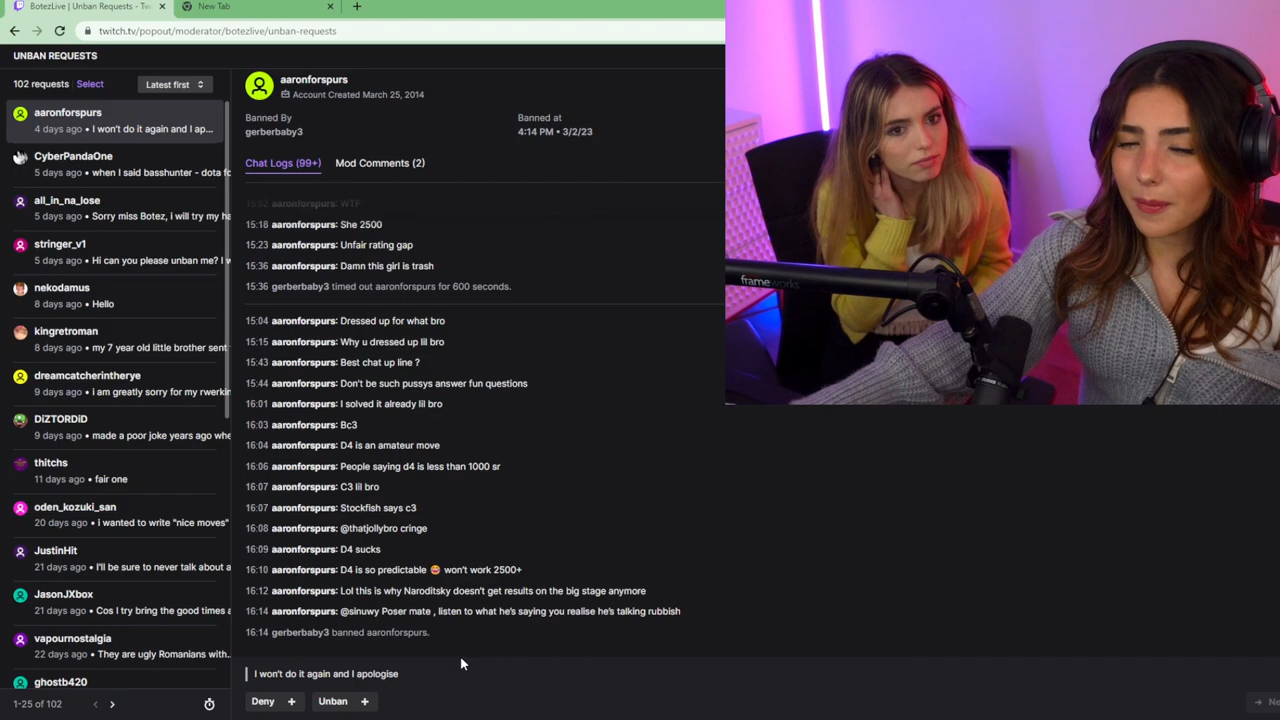 BotezLive | Unban Requests - Tw
New Tab
twitch.tv/popout/moderator/botezlive/unban-requests
UNBAN REQUESTS
102 requests Select Latest first
aaronforspurs
4 days ago • I won't do it again and I ap...
CyberPandaOne
5 days ago • when I said basshunter - dota fo
all_in_na_lose
5 days ago • Sorry miss Botez, i will try my ha
stringer_v1
5 days ago • Hi can you please unban me? I w
nekodamus
8 days ago • Hello
kingretroman
8 days ago • my 7 year old little brother sent
dreamcatcherintherye
9 days ago • i am greatly sorry for my rwerkin
DiZTORDiD
9 days ago • made a poor joke years ago whe
thitchs
11 days ago • fair one
oden_kozuki_san
20 days ago • i wanted to write "nice moves"
JustinHit
21 days ago • I'll be sure to never talk about a
JasonJXbox
21 days ago • Cos I try bring the good times a
vapournostalgia
22 days ago • They are ugly Romanians with..
ghostb420
1-25 of 102
aaronforspurs
Account Created March 25, 2014
Banned By
gerberbaby3
Banned at
4:14 PM • 3/2/23
Chat Logs (99+) Mod Comments (2)
15:02 aaronforspurs: WTF
15:18 aaronforspurs: She 2500
15:23 aaronforspurs: Unfair rating gap
15:36 aaronforspurs: Damn this girl is trash
15:36 gerberbaby3 timed out aaronforspurs for 600 seconds.
15:04 aaronforspurs: Dressed up for what bro
15:15 aaronforspurs: Why u dressed up lil bro
15:43 aaronforspurs: Best chat up line ?
15:44 aaronforspurs: Don't be such pussys answer fun questions
16:01 aaronforspurs: I solved it already lil bro
16:03 aaronforspurs: Bc3
16:04 aaronforspurs: D4 is an amateur move
16:06 aaronforspurs: People saying d4 is less than 1000 sr
16:07 aaronforspurs: C3 lil bro
16:07 aaronforspurs: Stockfish says c3
16:08 aaronforspurs: @thatjollybro cringe
16:09 aaronforspurs: D4 sucks
16:10 aaronforspurs: D4 is so predictable 😂 won't work 2500+
16:12 aaronforspurs: Lol this is why Naroditsky doesn't get results on the big stage anymore
16:14 aaronforspurs: @sinuwy Poser mate , listen to what he's saying you realise he's talking rubbish
16:14 gerberbaby3 banned aaronforspurs.
I won't do it again and I apologise
Deny + Unban +
No
frameworks